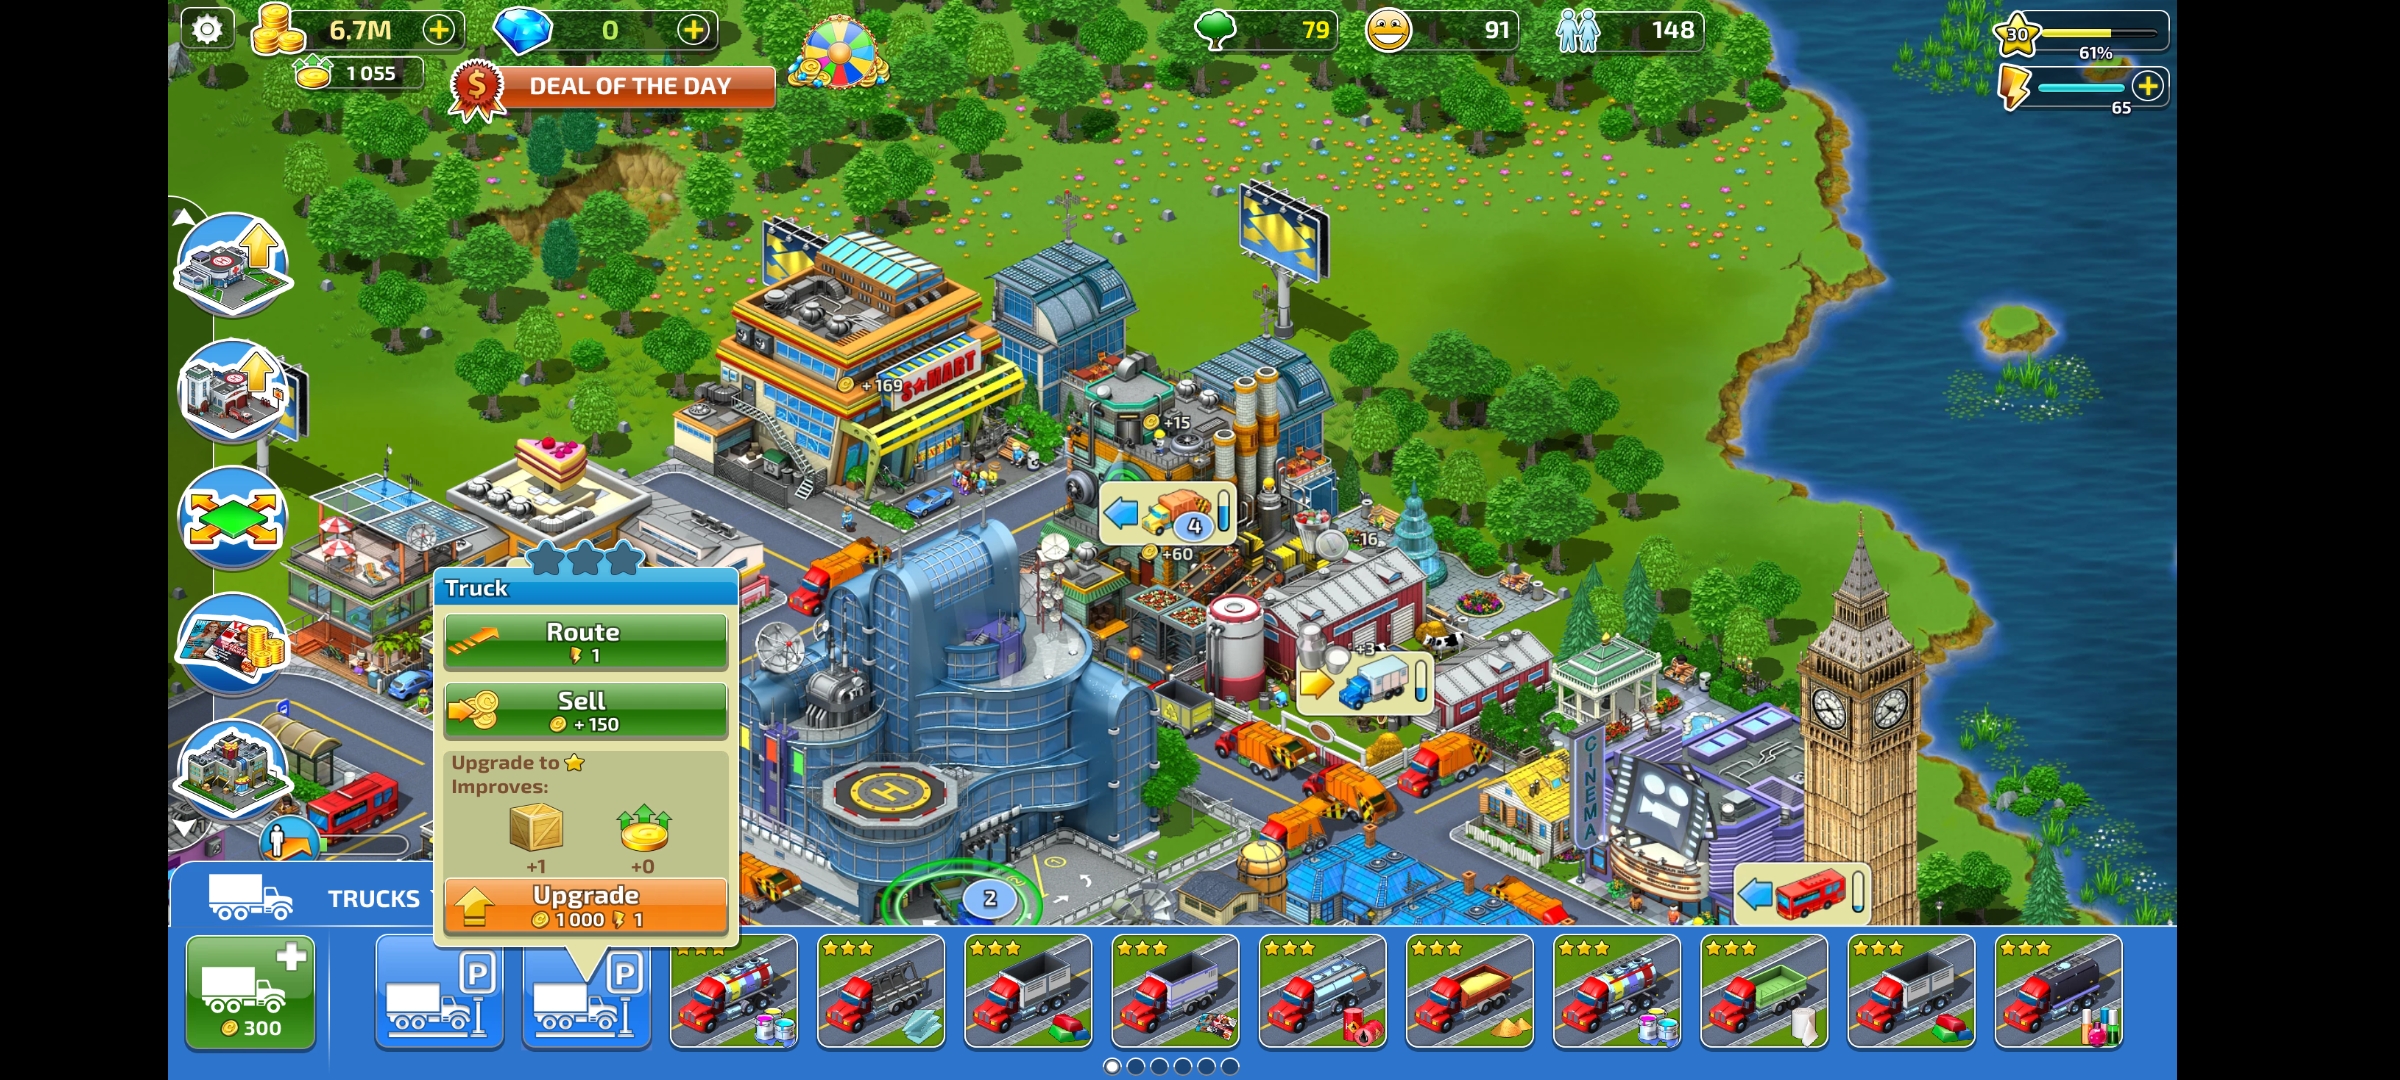 6.7M
0
79
91
148
30
61%
1 055
DEAL OF THE DAY
65
+169
S★MART
+15
4
+60
-16
+3
Truck
Route
1
Sell
+ 150
Upgrade to
Improves:
+1
+0
Upgrade
1 000 1
CINEMA
H
2
TRUCKS
300
P
P